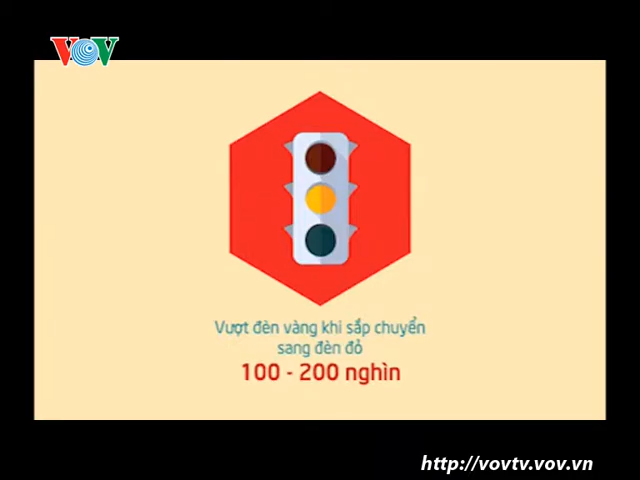 VOV
Vượt đèn vàng khi sắp chuyển
sang đèn đỏ
100 - 200 nghìn
http://vovtv.vov.vn